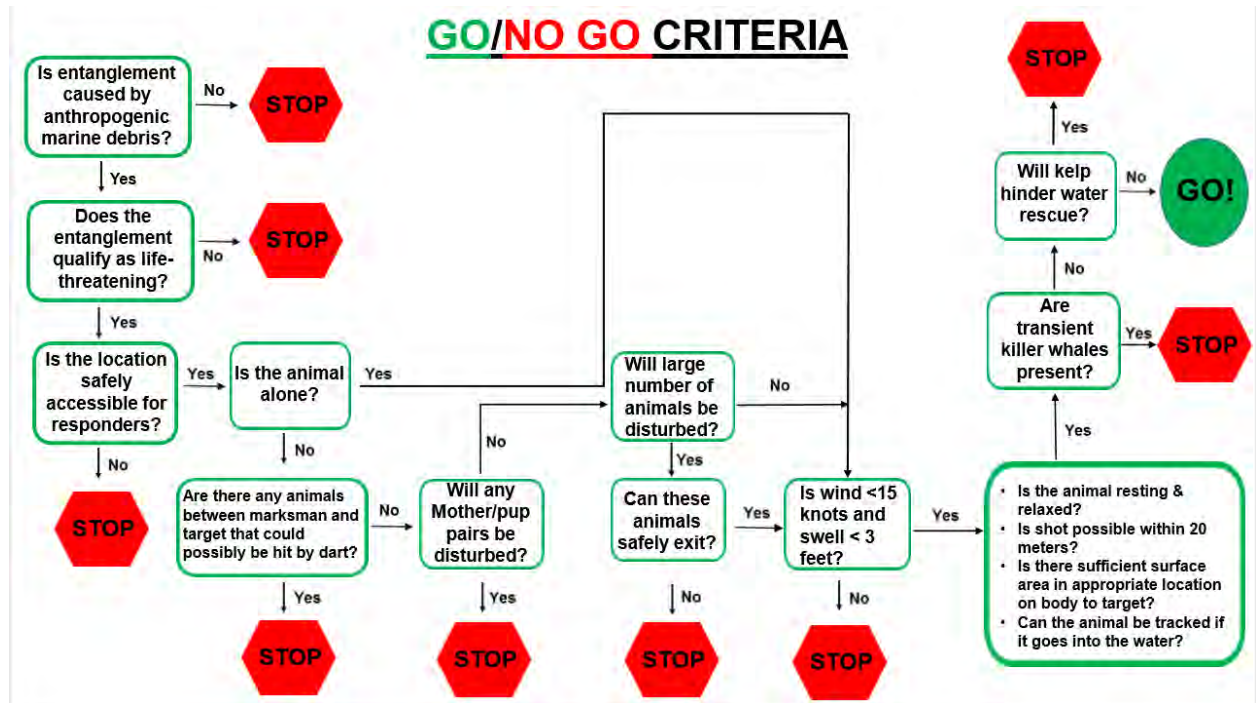 GO/NO GO CRITERIA
Is entanglement
caused by
anthropogenic
marine debris?
No
STOP
Yes
Does the
entanglement
qualify as life-
threatening?
No
STOP
Yes
Is the location
safely
accessible for
responders?
Yes
No
STOP
Is the animal
alone?
Yes
No
Are there any animals
between marksman and
target that could
possibly be hit by dart?
No
Yes
STOP
Will any
Mother/pup
pairs be
disturbed?
No
Yes
STOP
Will large
number of
animals be
disturbed?
No
Yes
Can these
animals
safely exit?
Yes
No
STOP
Is wind <15
knots and
swell < 3
feet?
Yes
No
STOP
• Is the animal resting &
relaxed?
• Is shot possible within 20
meters?
• Is there sufficient surface
area in appropriate location
on body to target?
• Can the animal be tracked if
it goes into the water?
Yes
Are
transient
killer whales
present?
Yes
STOP
No
Will kelp
hinder water
rescue?
No
GO!
Yes
STOP